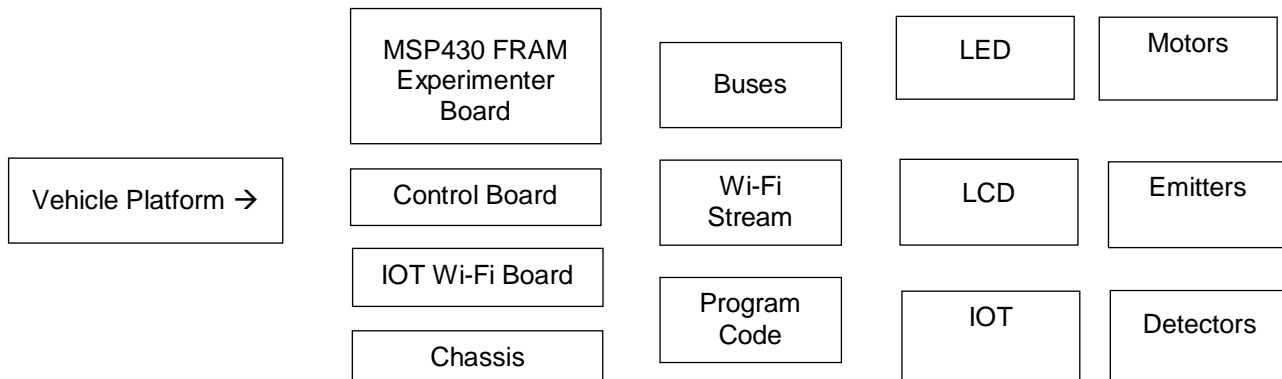 Vehicle Platform →
MSP430 FRAM
Experimenter
Board
Control Board
IOT Wi-Fi Board
Chassis
Buses
Wi-Fi
Stream
Program
Code
LED
LCD
IOT
Motors
Emitters
Detectors